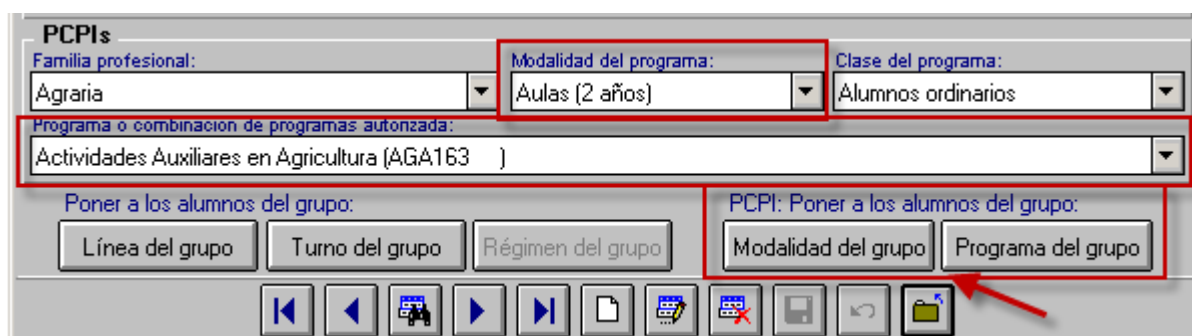 PCPIs
Familia profesional: Modalidad del programa: Clase del programa:
Agraria Aulas (2 años) Alumnos ordinarios
Programa o combinación de programas autorizada:
Actividades Auxiliares en Agricultura (AGA163 )
Poner a los alumnos del grupo: PCPI: Poner a los alumnos del grupo:
Línea del grupo Turno del grupo Régimen del grupo Modalidad del grupo Programa del grupo